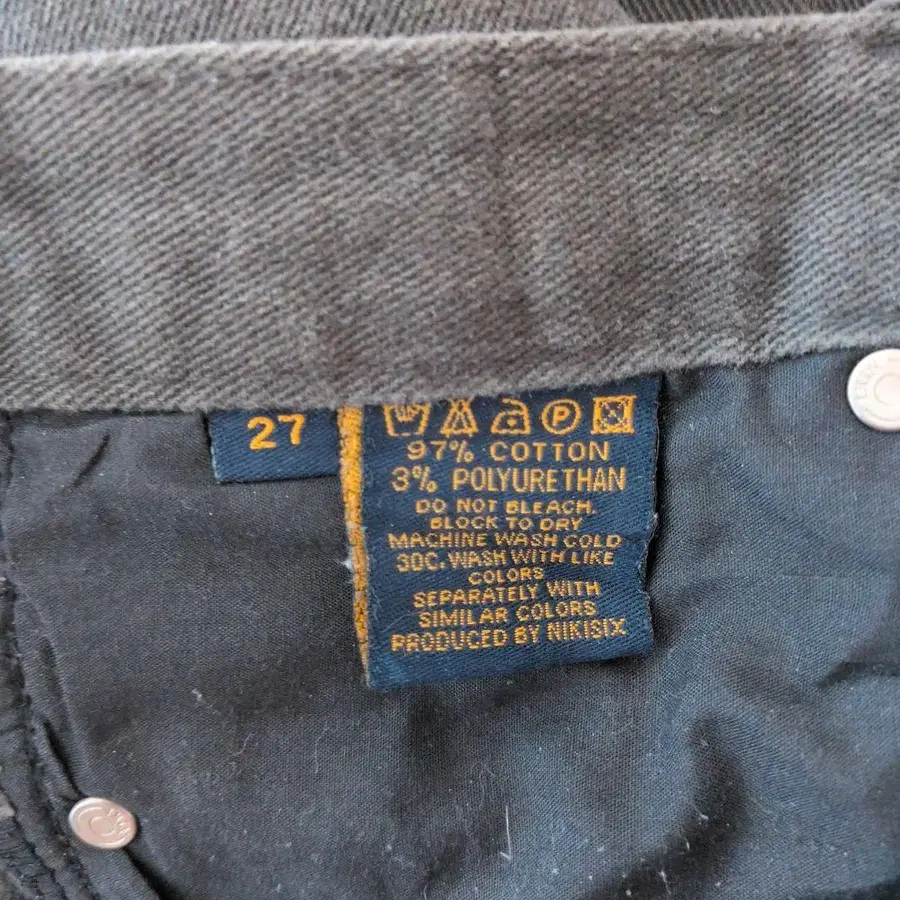 27
P
97% COTTON
3% POLYURETHAN
DO NOT BLEACH.
BLOCK TO DRY
MACHINE WASH COLD
30C. WASH WITH LIKE
COLORS
SEPARATELY WITH
SIMILAR COLORS
PRODUCED BY NIKISIX